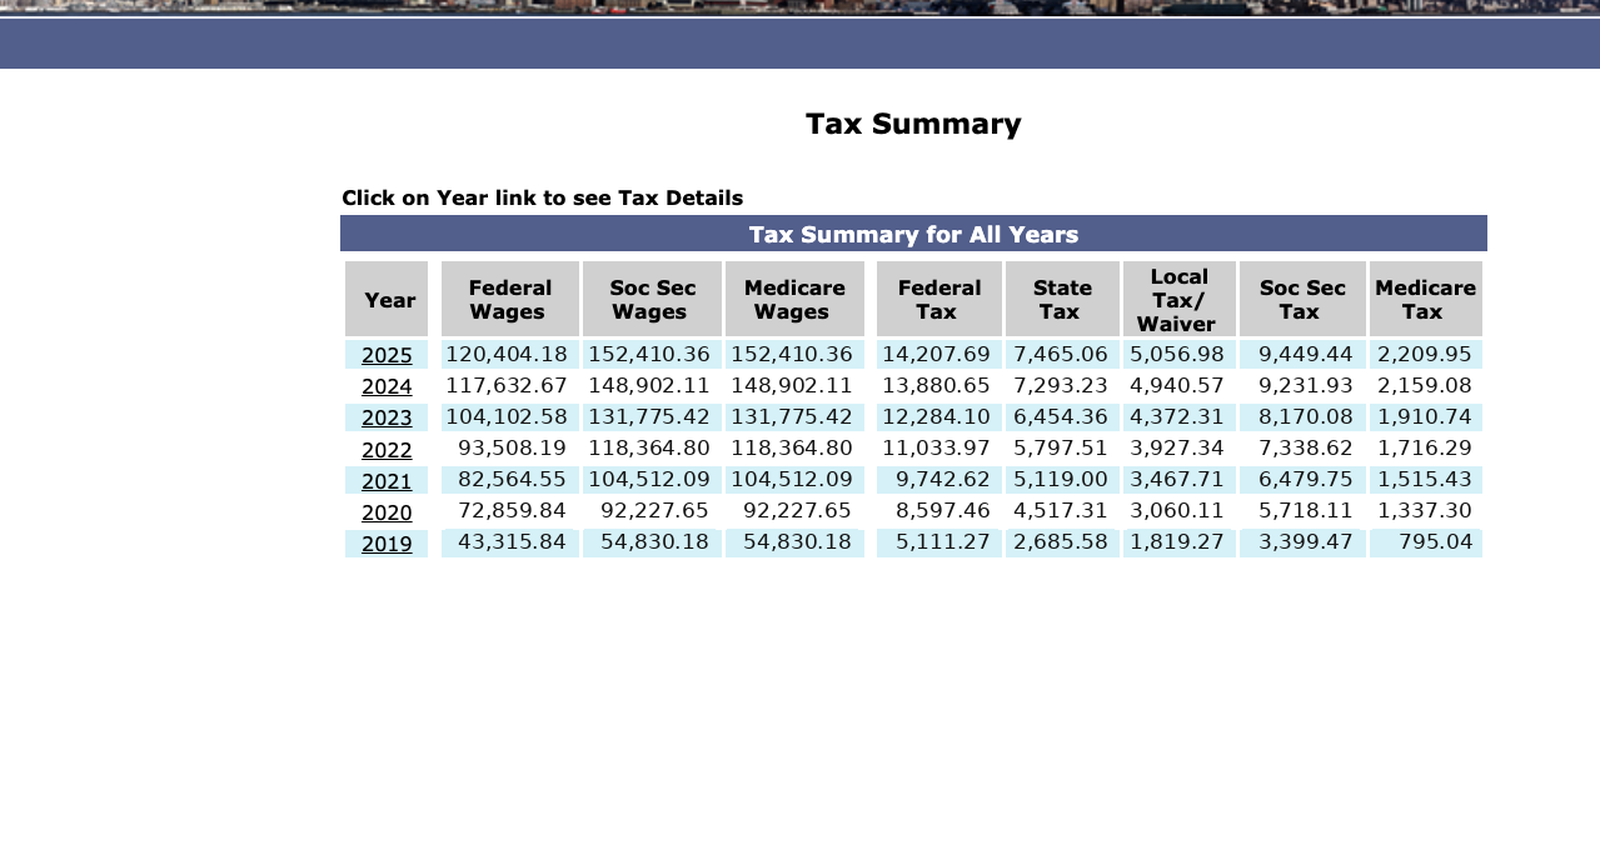 Tax Summary
Click on Year link to see Tax Details
Tax Summary for All Years
Year Federal Wages Soc Sec Wages Medicare Wages Federal Tax State Tax Local Tax/ Waiver Soc Sec Tax Medicare Tax
2025 120,404.18 152,410.36 152,410.36 14,207.69 7,465.06 5,056.98 9,449.44 2,209.95
2024 117,632.67 148,902.11 148,902.11 13,880.65 7,293.23 4,940.57 9,231.93 2,159.08
2023 104,102.58 131,775.42 131,775.42 12,284.10 6,454.36 4,372.31 8,170.08 1,910.74
2022 93,508.19 118,364.80 118,364.80 11,033.97 5,797.51 3,927.34 7,338.62 1,716.29
2021 82,564.55 104,512.09 104,512.09 9,742.62 5,119.00 3,467.71 6,479.75 1,515.43
2020 72,859.84 92,227.65 92,227.65 8,597.46 4,517.31 3,060.11 5,718.11 1,337.30
2019 43,315.84 54,830.18 54,830.18 5,111.27 2,685.58 1,819.27 3,399.47 795.04